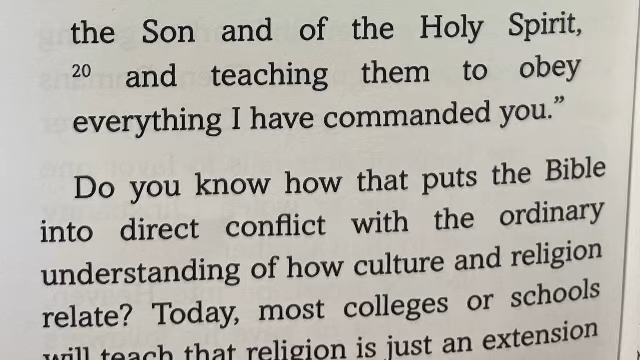 the Son and of the Holy Spirit,
20 and teaching them to obey
everything I have commanded you.”
Do you know how that puts the Bible
into direct conflict with the ordinary
understanding of how culture and religion
relate? Today, most colleges or schools
will teach that religion is just an extension